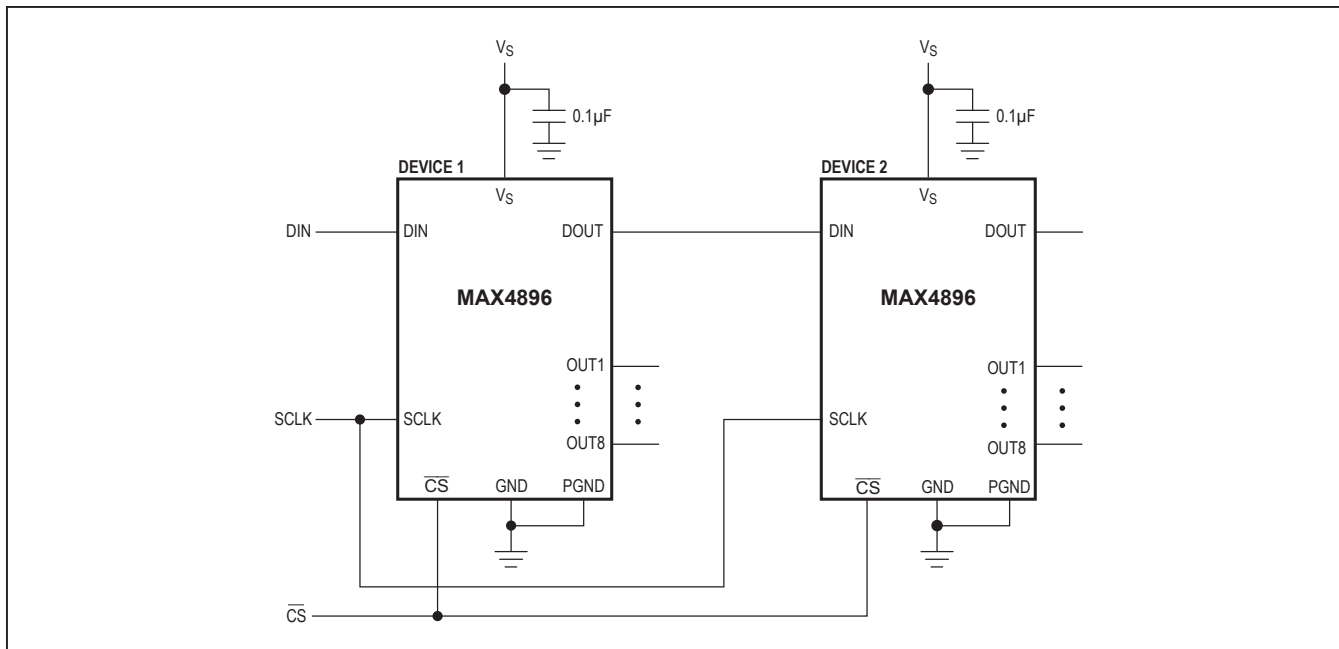 VS VS
0.1µF 0.1µF
DEVICE 1 DEVICE 2
VS VS
DIN DIN DOUT DIN DOUT
MAX4896 MAX4896
OUT1 OUT1
SCLK SCLK SCLK
OUT8 OUT8
CS GND PGND CS GND PGND
CS